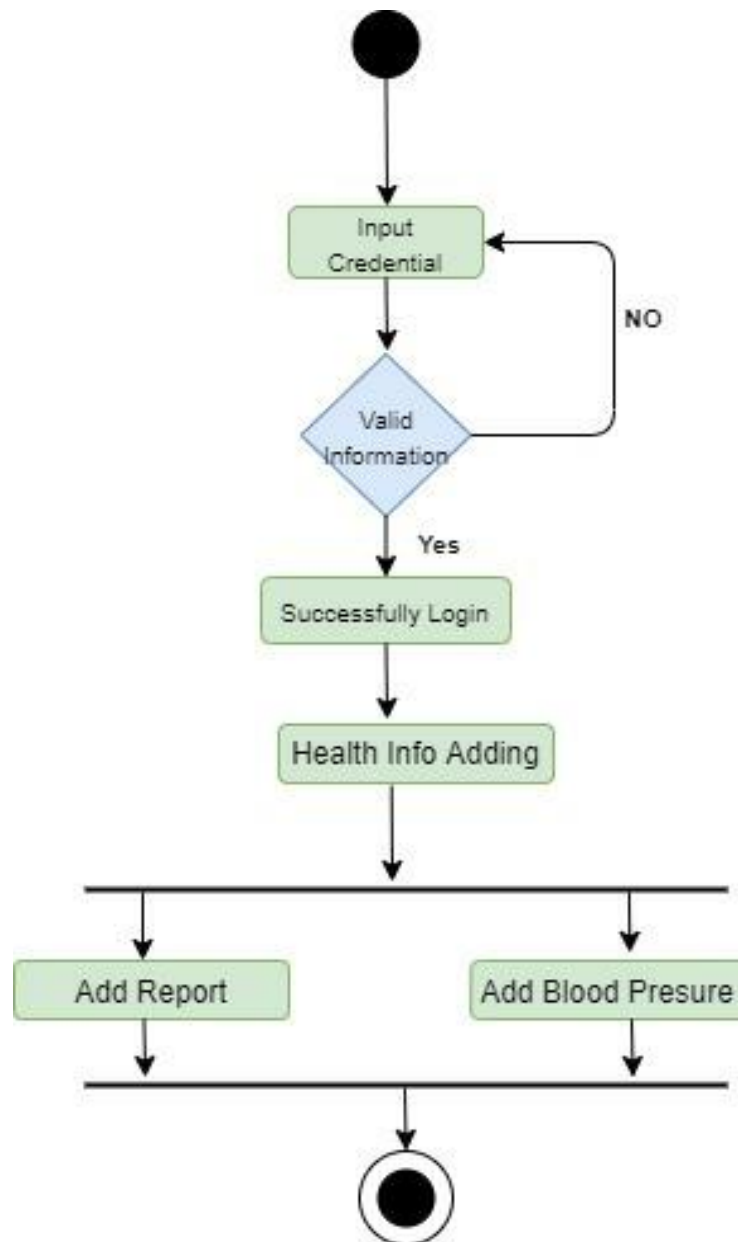 Input
Credential
NO
Valid
Information
Yes
Successfully Login
Health Info Adding
Add Report
Add Blood Presure